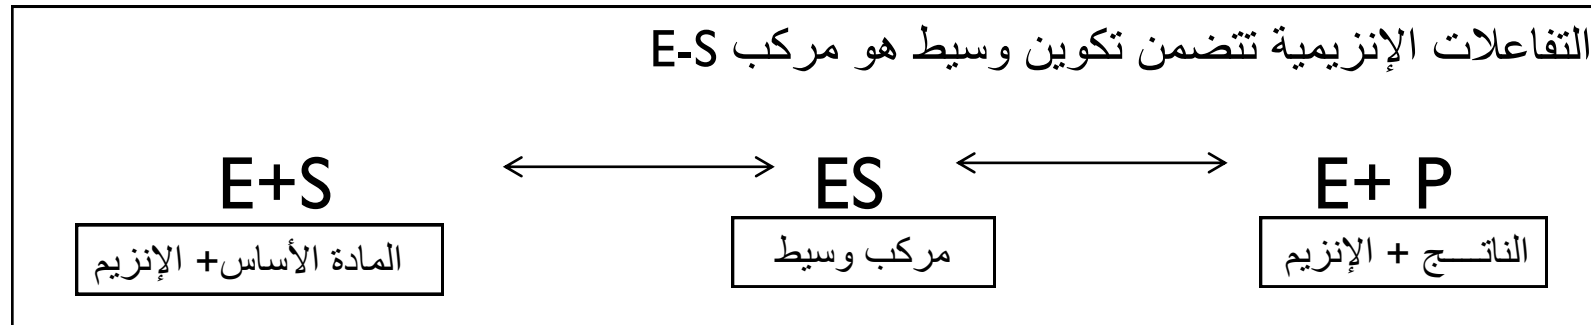 التفاعلات الإنزيمية تتضمن تكوين وسيط هو مركب E-S
E+S ⟷ ES ⟷ E+ P
المادة الأساس+ الإنزيم
مركب وسيط
الناتـــج + الإنزيم